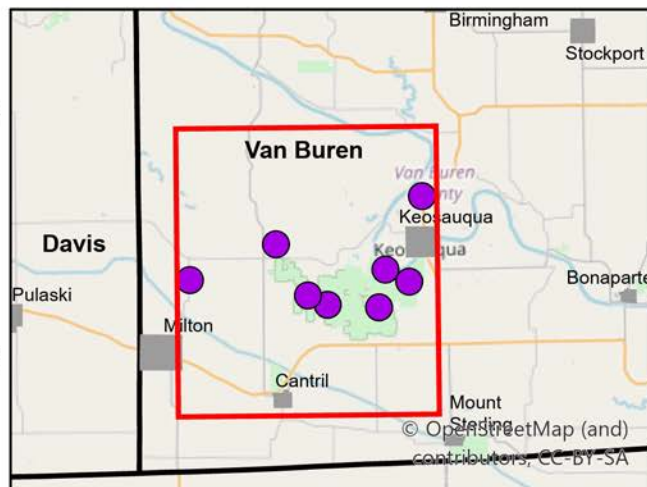 Birmingham
Stockport
Van Buren
Van Buren
County
Keosauqua
Keosauqua
Davis
Bonaparte
Pulaski
Milton
Cantril
Mount
Sterling
© OpenStreetMap (and)
contributors, CC-BY-SA